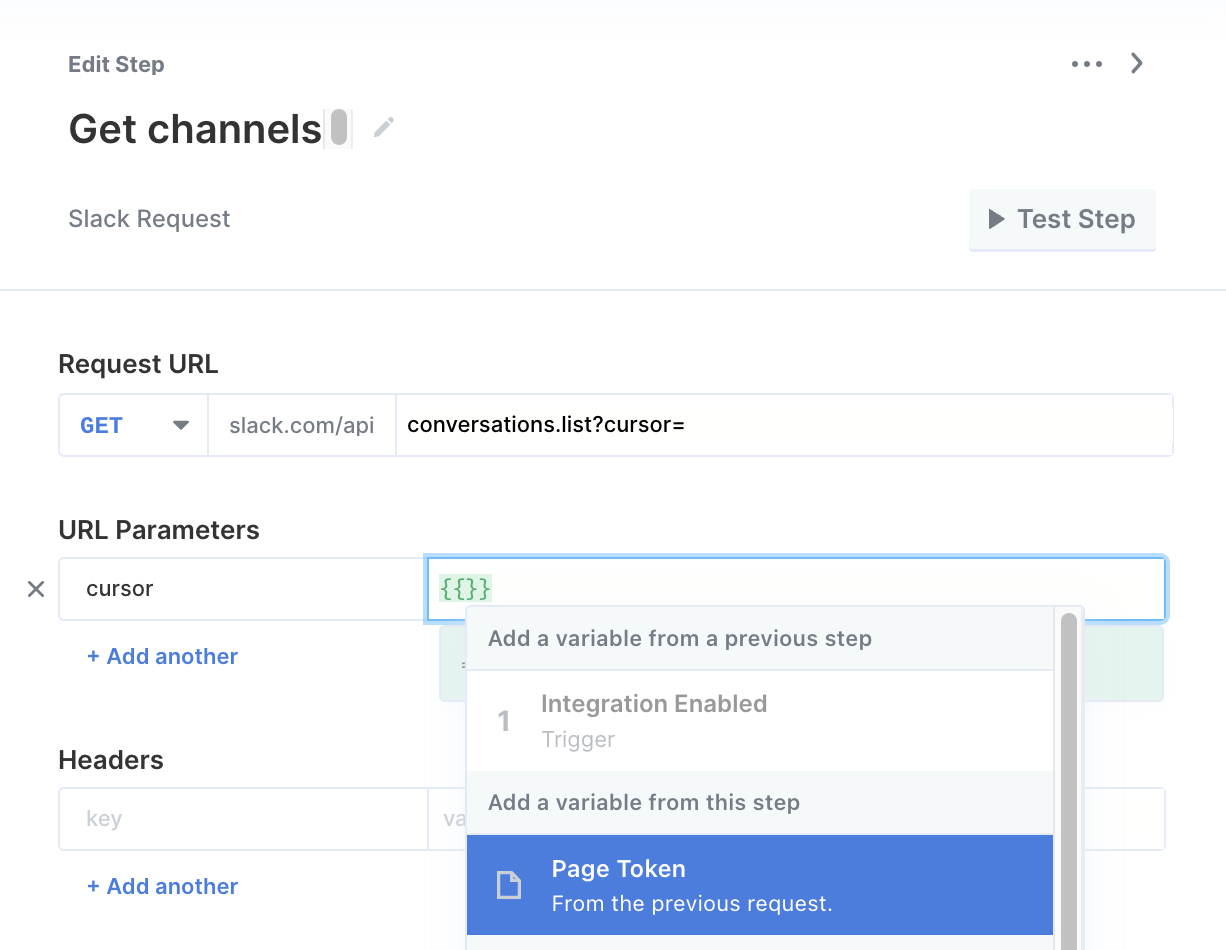 Edit Step
Get channels
Slack Request
Test Step
Request URL
GET
slack.com/api
conversations.list?cursor=
URL Parameters
cursor
{{}}
+ Add another
Add a variable from a previous step
1
Integration Enabled
Trigger
Headers
Add a variable from this step
key
+ Add another
Page Token
From the previous request.